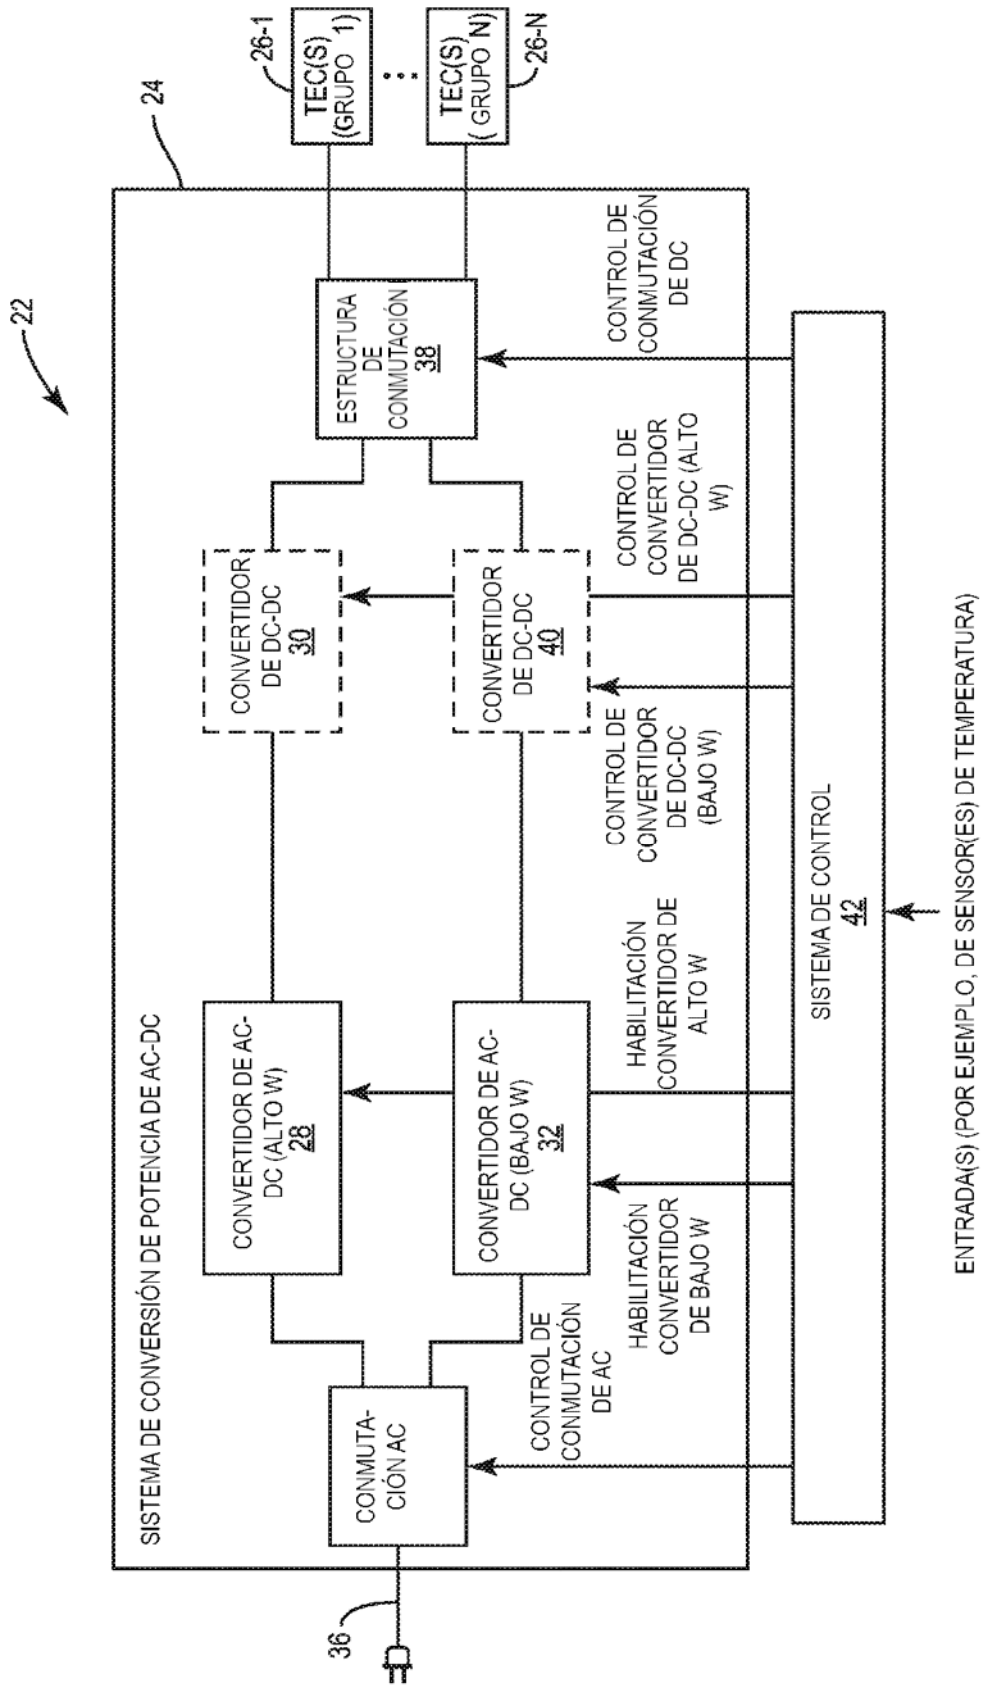 22
24
SISTEMA DE CONVERSIÓN DE POTENCIA DE AC-DC
36
CONMUTA-
CIÓN AC
CONVERTIDOR DE AC-
DC (ALTO W)
28
CONVERTIDOR DE AC-
DC (BAJO W)
32
CONVERTIDOR
DE DC-DC
30
CONVERTIDOR
DE DC-DC
40
ESTRUCTURA
DE
CONMUTACIÓN
38
26-1
TEC(S)
(GRUPO 1)
TEC(S)
( GRUPO N)
26-N
CONTROL DE
CONMUTACIÓN
DE AC
HABILITACIÓN
CONVERTIDOR
DE BAJO W
HABILITACIÓN
CONVERTIDOR DE
ALTO W
CONTROL DE
CONVERTIDOR
DE DC-DC
(BAJO W)
CONTROL DE
CONVERTIDOR
DE DC-DC (ALTO
W)
CONTROL DE
CONMUTACIÓN
DE DC
SISTEMA DE CONTROL
42
ENTRADA(S) (POR EJEMPLO, DE SENSOR(ES) DE TEMPERATURA)